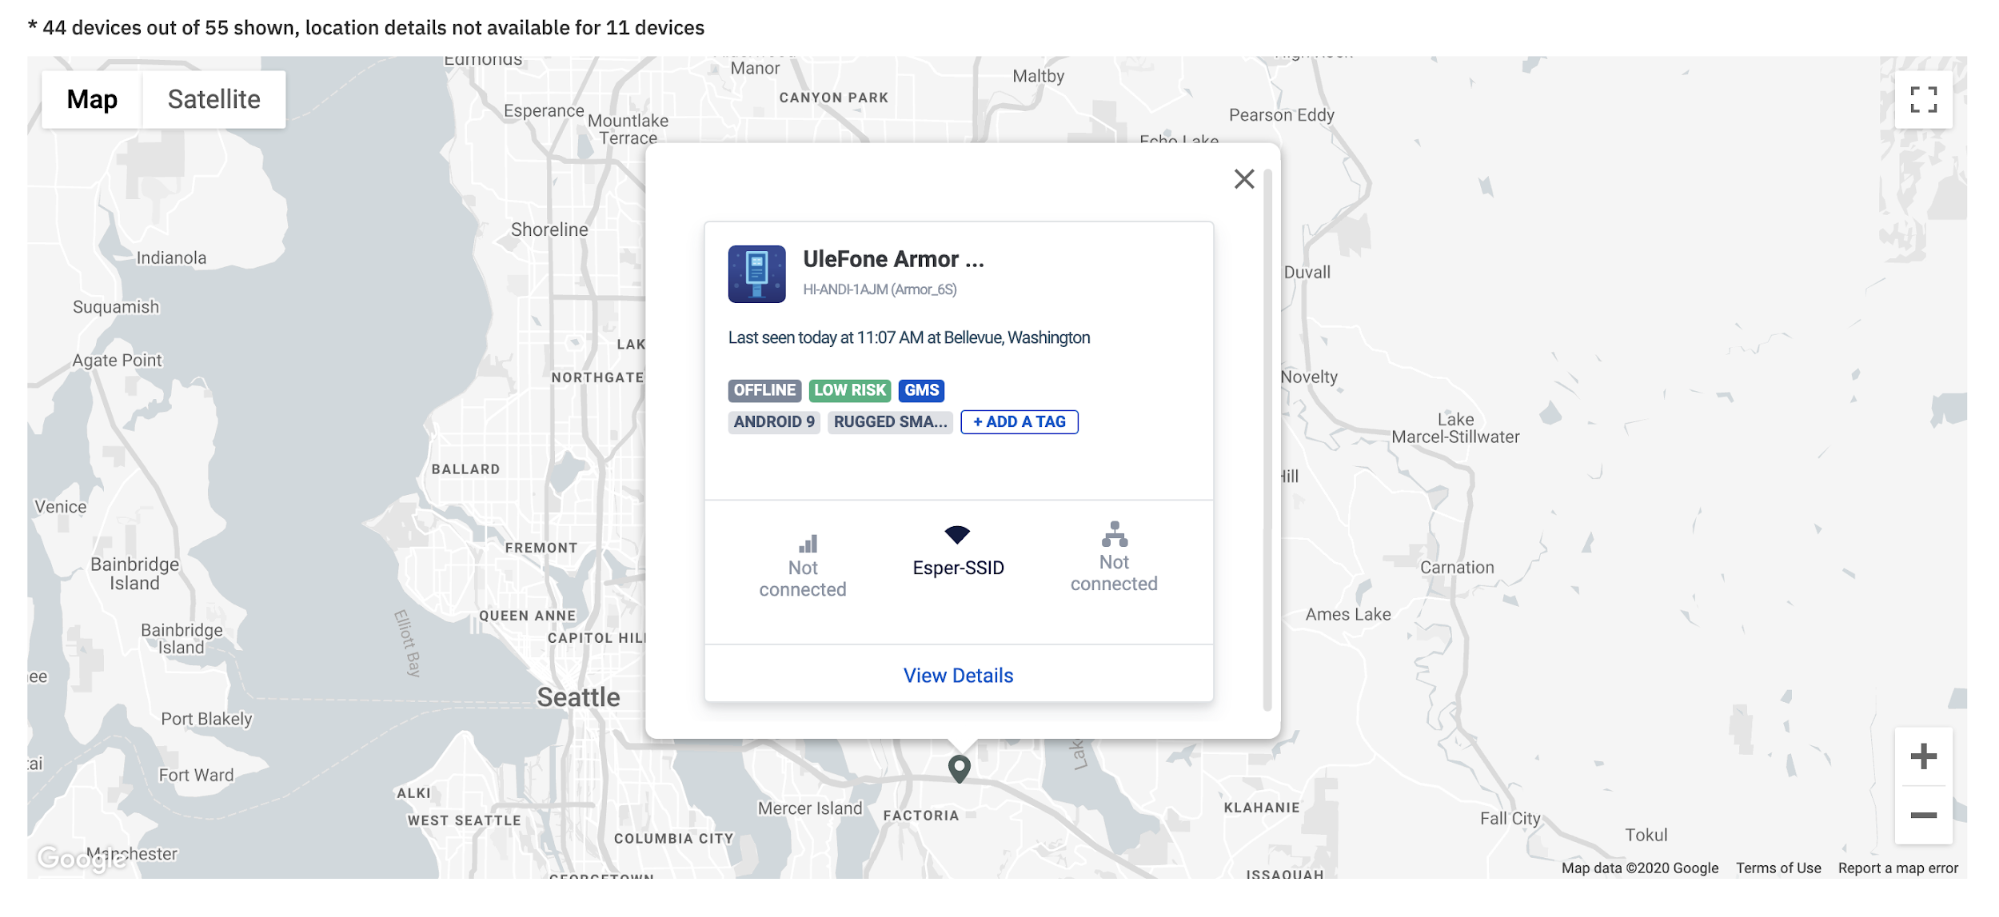 * 44 devices out of 55 shown, location details not available for 11 devices
Map
Satellite
Edmonds
Manor
Maltby
CANYON PARK
Esperance
Mountlake
Terrace
Pearson Eddy
Echo Lake
Shoreline
Indianola
Suquamish
Agate Point
LAK
NORTHGATE
Duvall
Novelty
Lake
Marcel-Stillwater
UleFone Armor ...
HI-ANDI-1AJM (Armor_6S)
Last seen today at 11:07 AM at Bellevue, Washington
OFFLINE
LOW RISK
GMS
ANDROID 9
RUGGED SMA...
+ ADD A TAG
Not
connected
Esper-SSID
Not
connected
View Details
BALLARD
Hill
Venice
FREMONT
Bainbridge
Island
Carnation
QUEEN ANNE
CAPITOL HILL
Ames Lake
Elliott Bay
Bainbridge
Island
ee
Seattle
Port Blakely
Lake
ai
Fort Ward
ALKI
WEST SEATTLE
Mercer Island
FACTORIA
KLAHANIE
Fall City
Tokul
COLUMBIA CITY
Manchester
Google
GEORGETOWN
ISSAQUAH
Map data ©2020 Google
Terms of Use
Report a map error